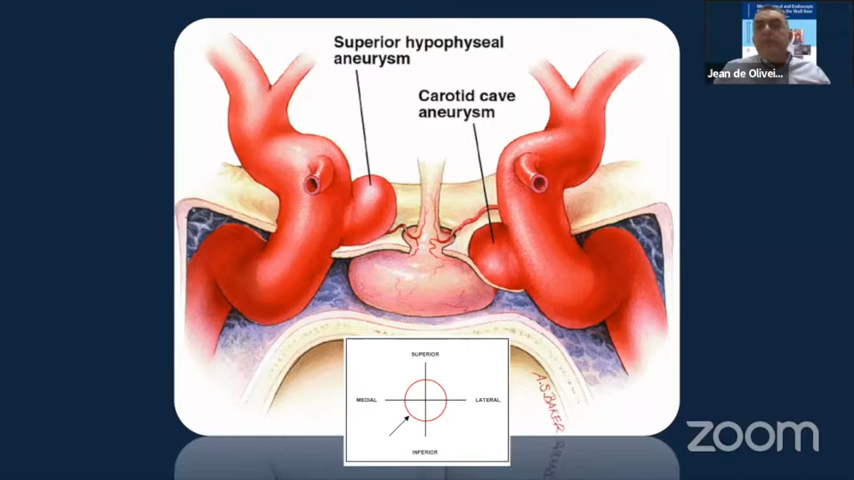 Superior hypophyseal
aneurysm
Carotid cave
aneurysm
Jean de Olivei...
SUPERIOR
MEDIAL
LATERAL
INFERIOR
A.S.BAKER
zoom